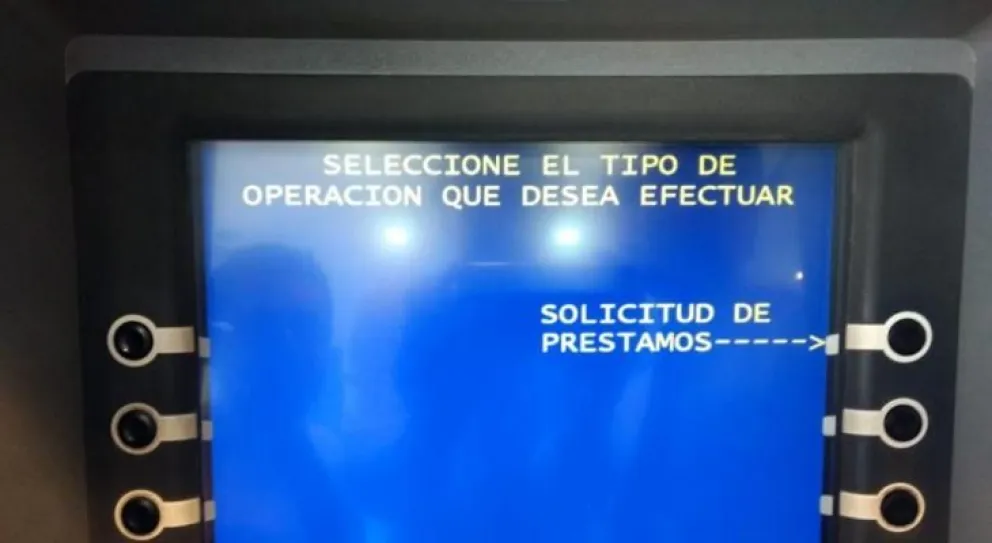 SELECCIONE EL TIPO DE
OPERACION QUE DESEA EFECTUAR
SOLICITUD DE
PRESTAMOS----->